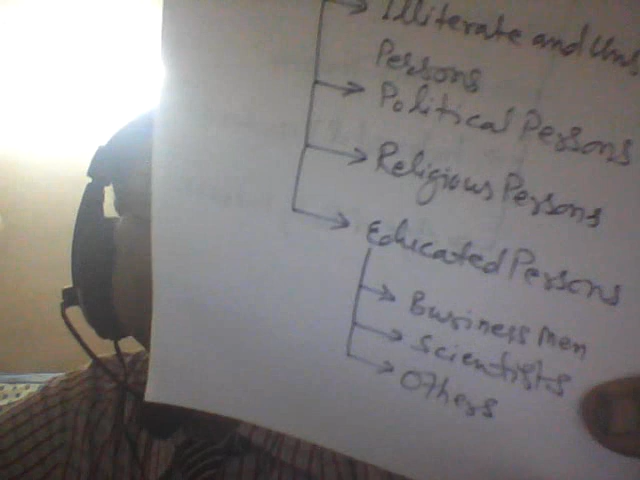 Illiterate and
Persons
Political Persons
Religious Persons
Educated Persons
Business Men
Scientists
Others